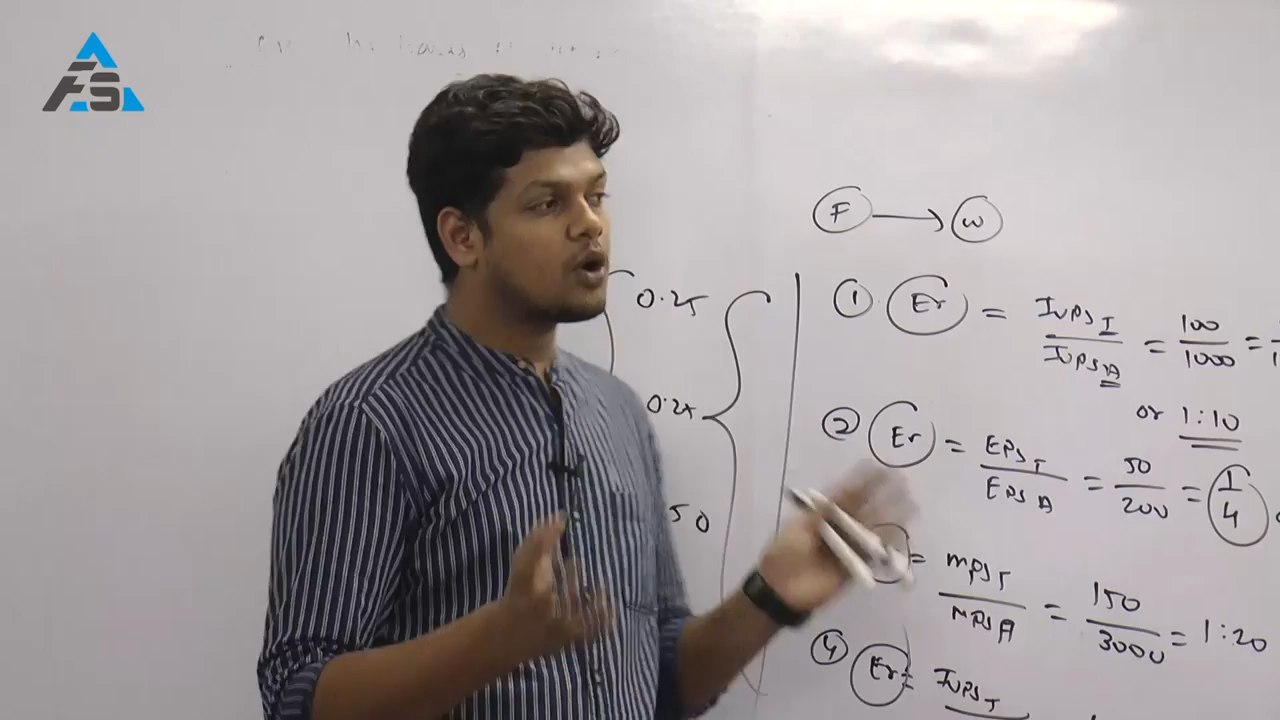 FS
F → W
0.25
① Er = IVPS I / IVPS A = 100 / 1000 =
or 1:10
0.25
② Er = EPS T / EPS A = 50 / 200 = 1 / 4
50
= MPS T / MPS A = 150 / 3000 = 1:20
④ Er = IVPS T